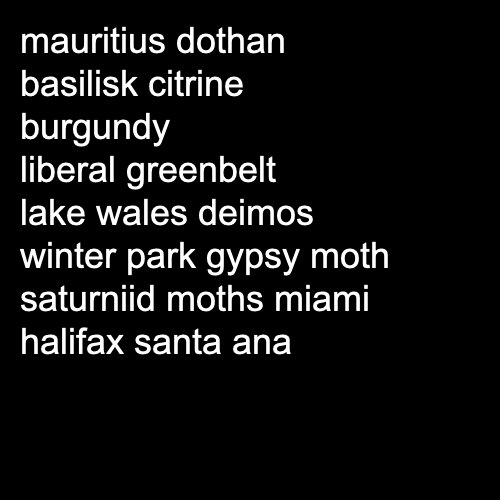 mauritius dothan
basilisk citrine
burgundy
liberal greenbelt
lake wales deimos
winter park gypsy moth
saturniid moths miami
halifax santa ana